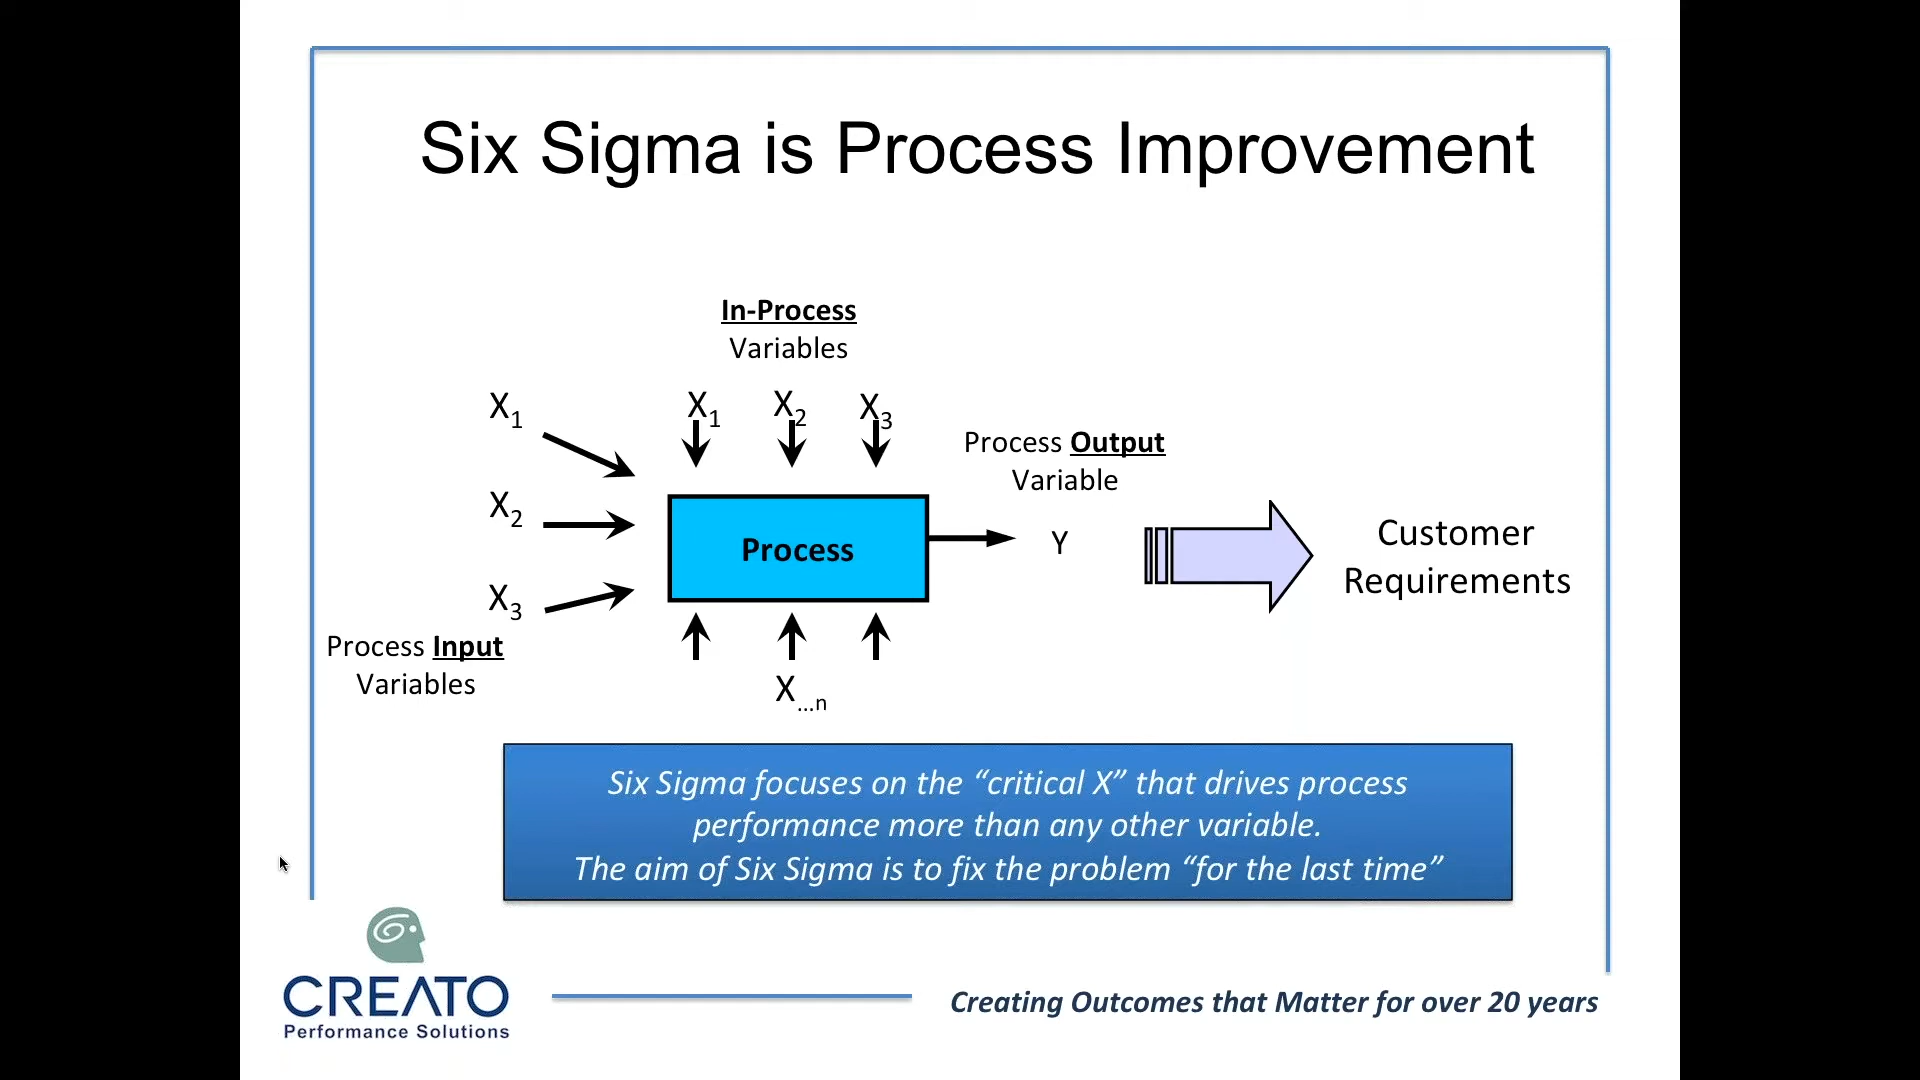 Six Sigma is Process Improvement
In-Process
Variables
X1
X2
X3
X1
X2
X3
Process Input
Variables
Process
X...n
Process Output
Variable
Y
Customer
Requirements
Six Sigma focuses on the “critical X” that drives process
performance more than any other variable.
The aim of Six Sigma is to fix the problem “for the last time”
CREATO
Performance Solutions
Creating Outcomes that Matter for over 20 years